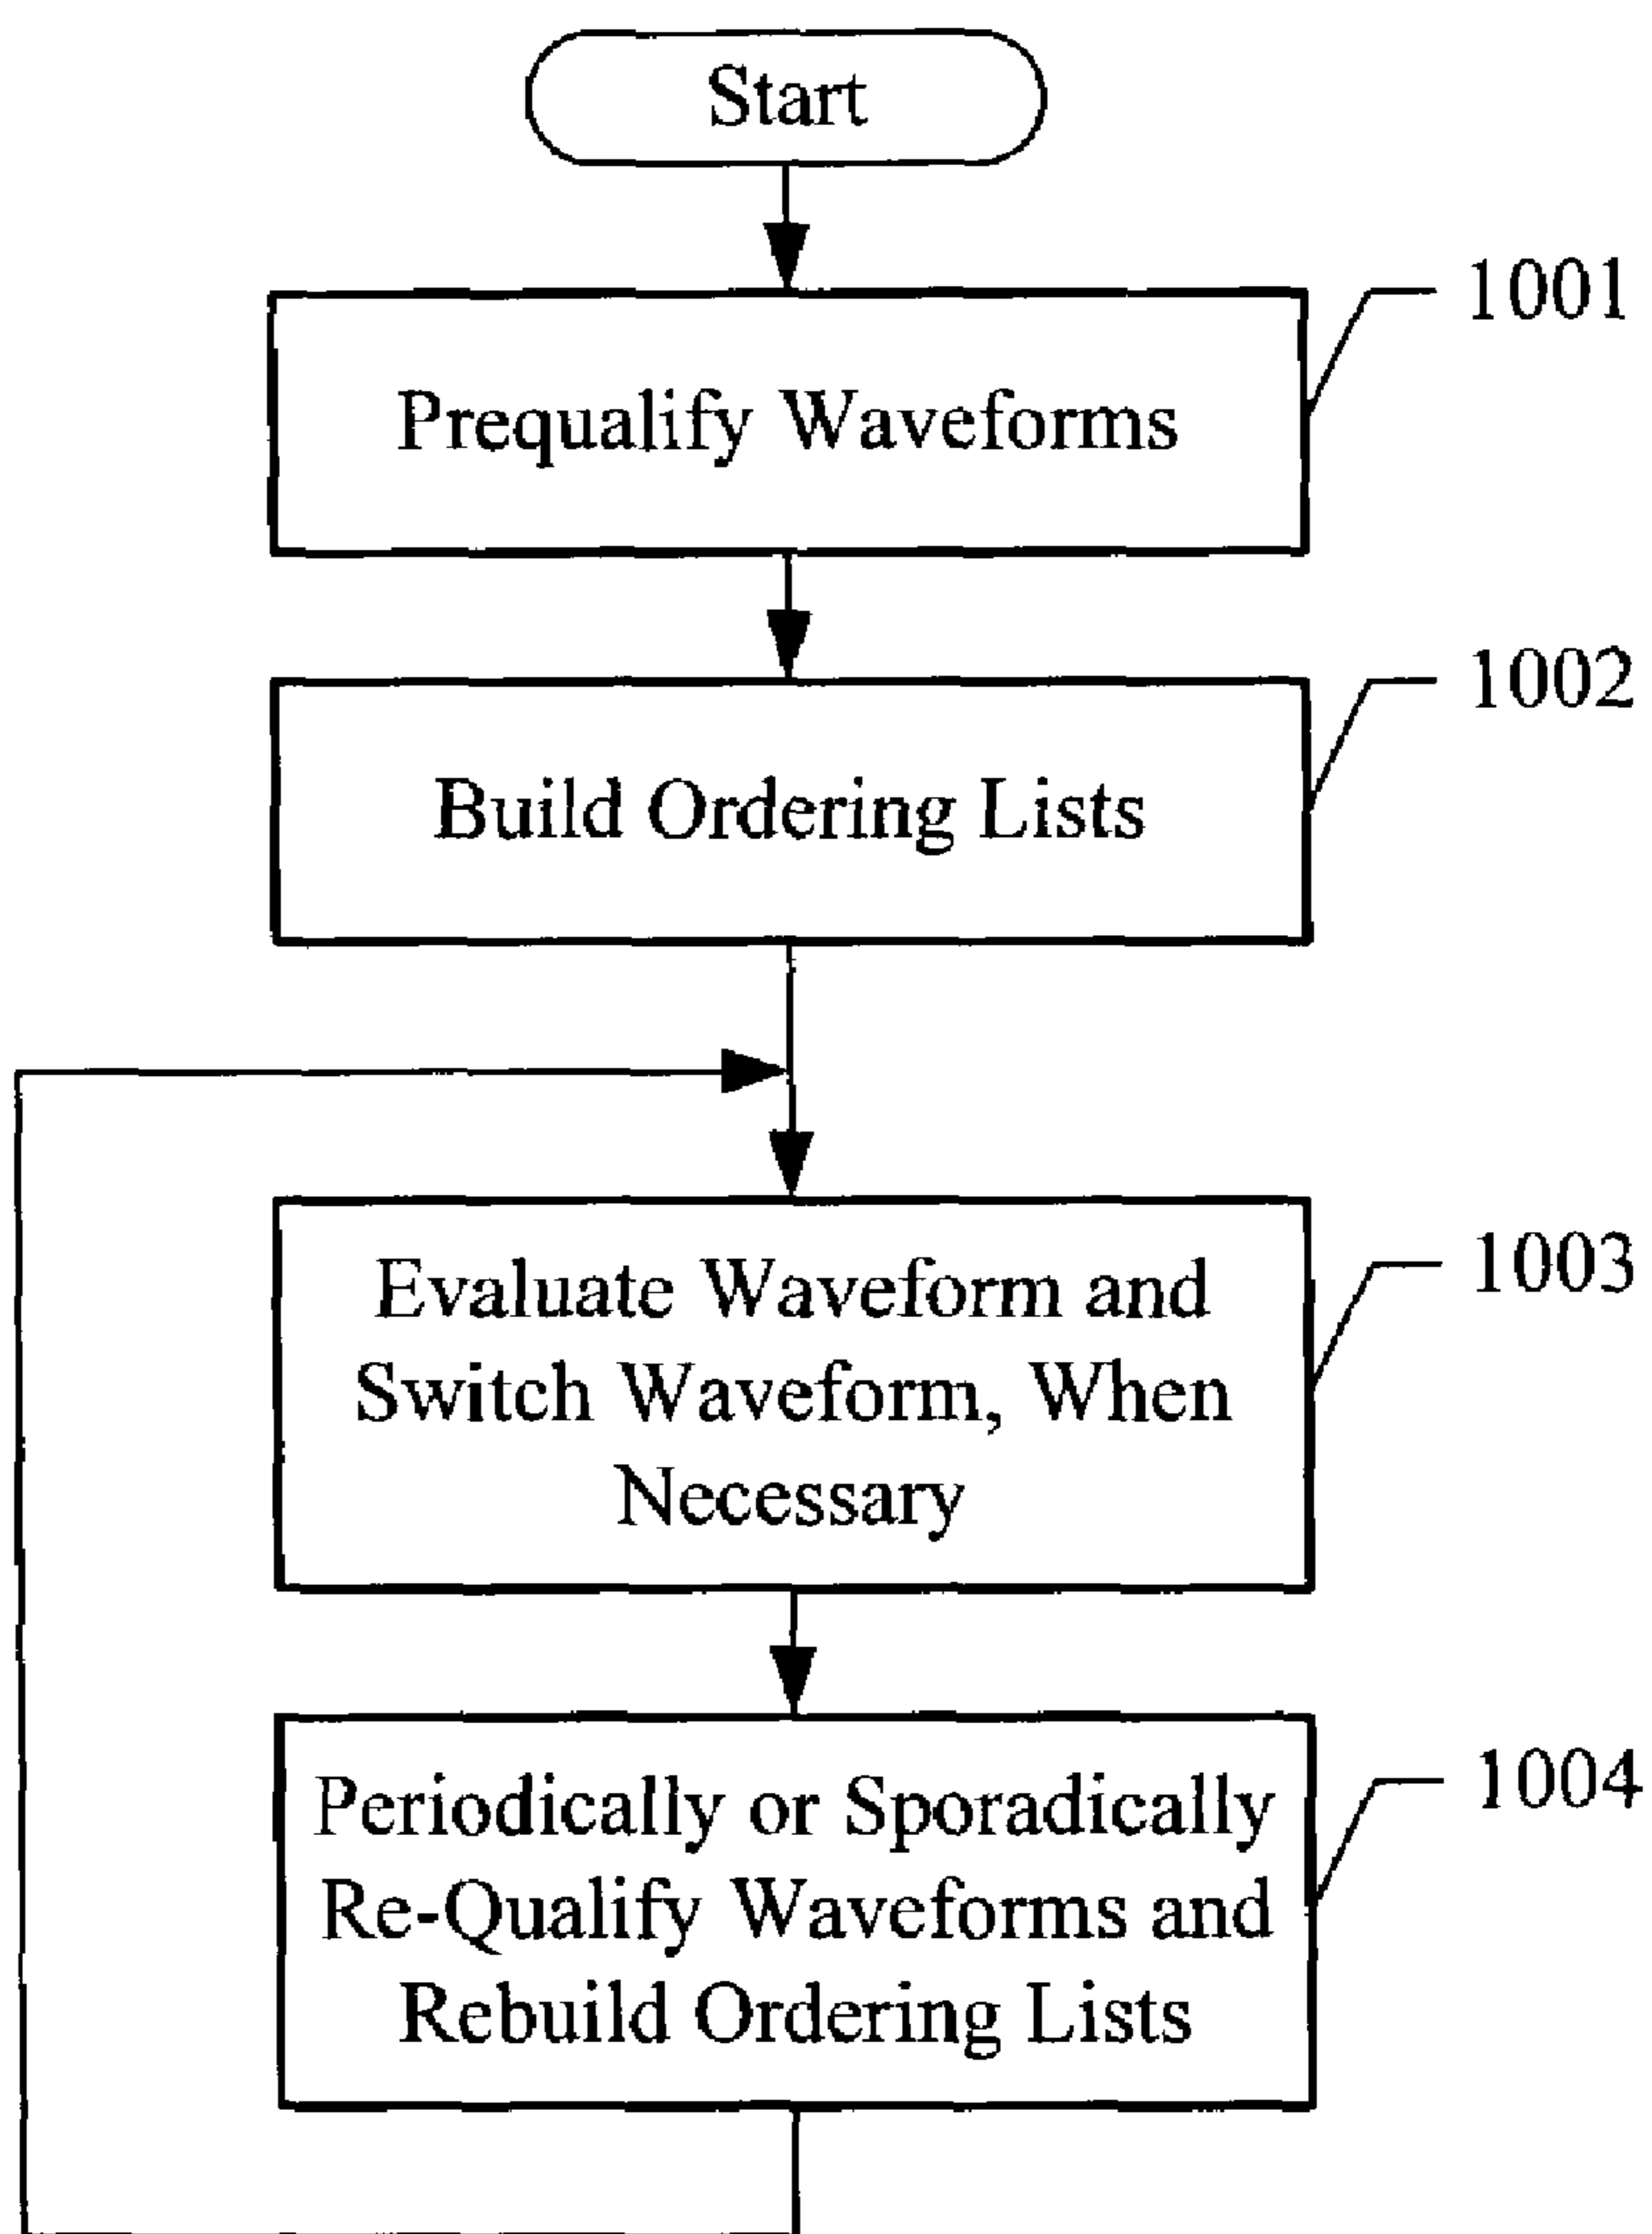 Start
1001
Prequalify Waveforms
1002
Build Ordering Lists
1003
Evaluate Waveform and
Switch Waveform, When
Necessary
1004
Periodically or Sporadically
Re-Qualify Waveforms and
Rebuild Ordering Lists